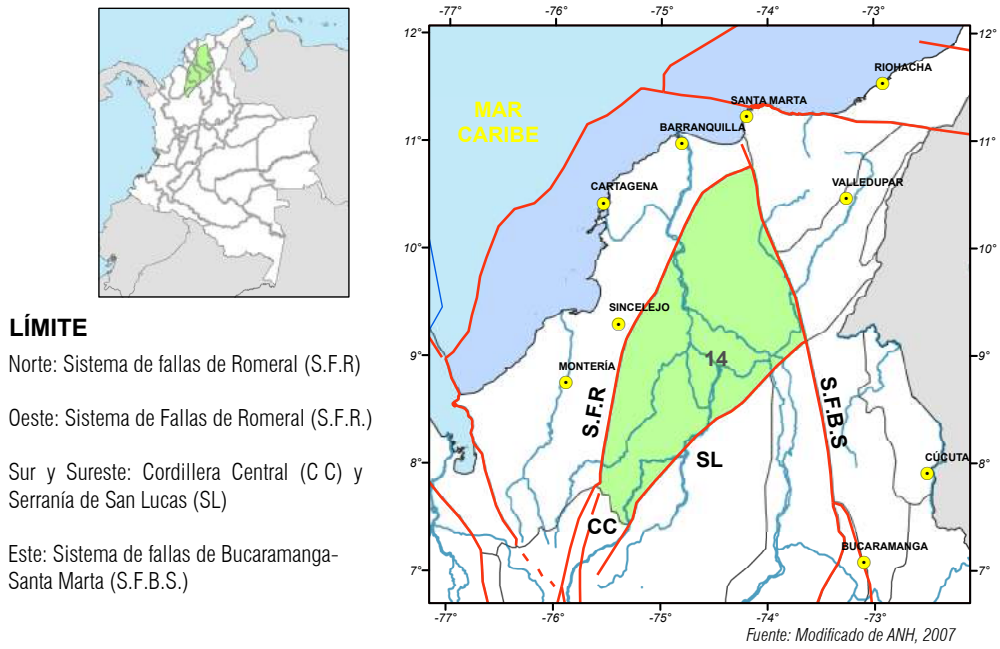 LÍMITE
Norte: Sistema de fallas de Romeral (S.F.R)
Oeste: Sistema de Fallas de Romeral (S.F.R.)
Sur y Sureste: Cordillera Central (C C) y
Serranía de San Lucas (SL)
Este: Sistema de fallas de Bucaramanga-
Santa Marta (S.F.B.S.)
-77° -76° -75° -74° -73°
12° 12°
RIOHACHA
MAR
CARIBE
SANTA MARTA
BARRANQUILLA
11° 11°
CARTAGENA
VALLEDUPAR
10° 10°
SINCELEJO
9° 9°
14
MONTERÍA
S.F.R
S.F.B.S
SL
8° 8°
CÚCUTA
CC
BUCARAMANGA
7° 7°
-77° -76° -75° -74° -73°
Fuente: Modificado de ANH, 2007